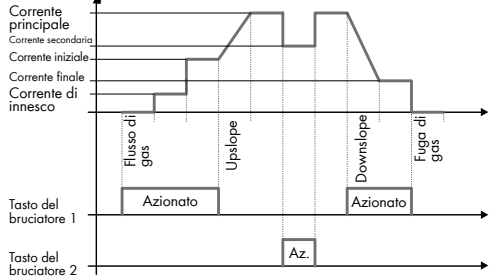 Corrente
principale
Corrente secondaria
Corrente iniziale
Corrente finale
Corrente di
innesco
Flusso di
gas
Upslope
Downslope
Fuga di
gas
Tasto del
bruciatore 1
Azionato
Azionato
Tasto del
bruciatore 2
Az.